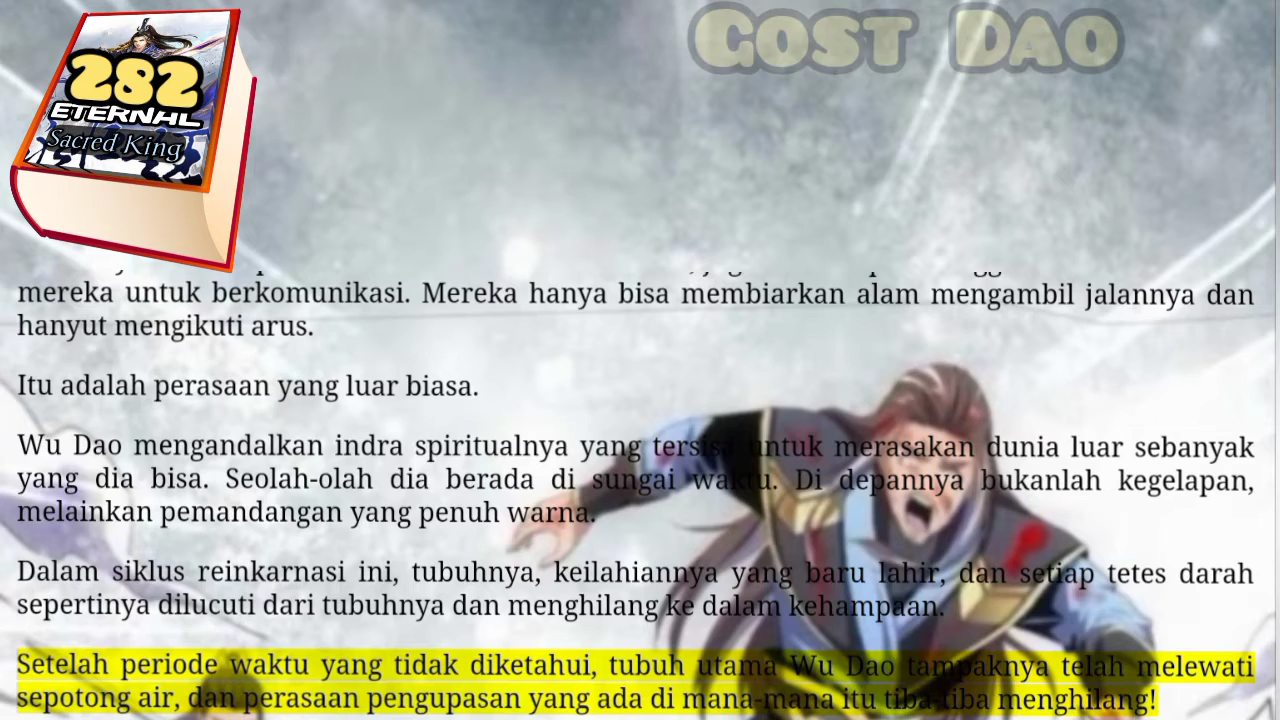 GOST DAO
282
ETERNAL
Sacred King
mereka untuk berkomunikasi. Mereka hanya bisa membiarkan alam mengambil jalannya dan
hanyut mengikuti arus.
Itu adalah perasaan yang luar biasa.
Wu Dao mengandalkan indra spiritualnya yang tersisa untuk merasakan dunia luar sebanyak
yang dia bisa. Seolah-olah dia berada di sungai waktu. Di depannya bukanlah kegelapan,
melainkan pemandangan yang penuh warna.
Dalam siklus reinkarnasi ini, tubuhnya, keilahiannya yang baru lahir, dan setiap tetes darah
sepertinya dilucuti dari tubuhnya dan menghilang ke dalam kehampaan.
Setelah periode waktu yang tidak diketahui, tubuh utama Wu Dao tampaknya telah melewati
sepotong air, dan perasaan pengupasan yang ada di mana-mana itu tiba-tiba menghilang!